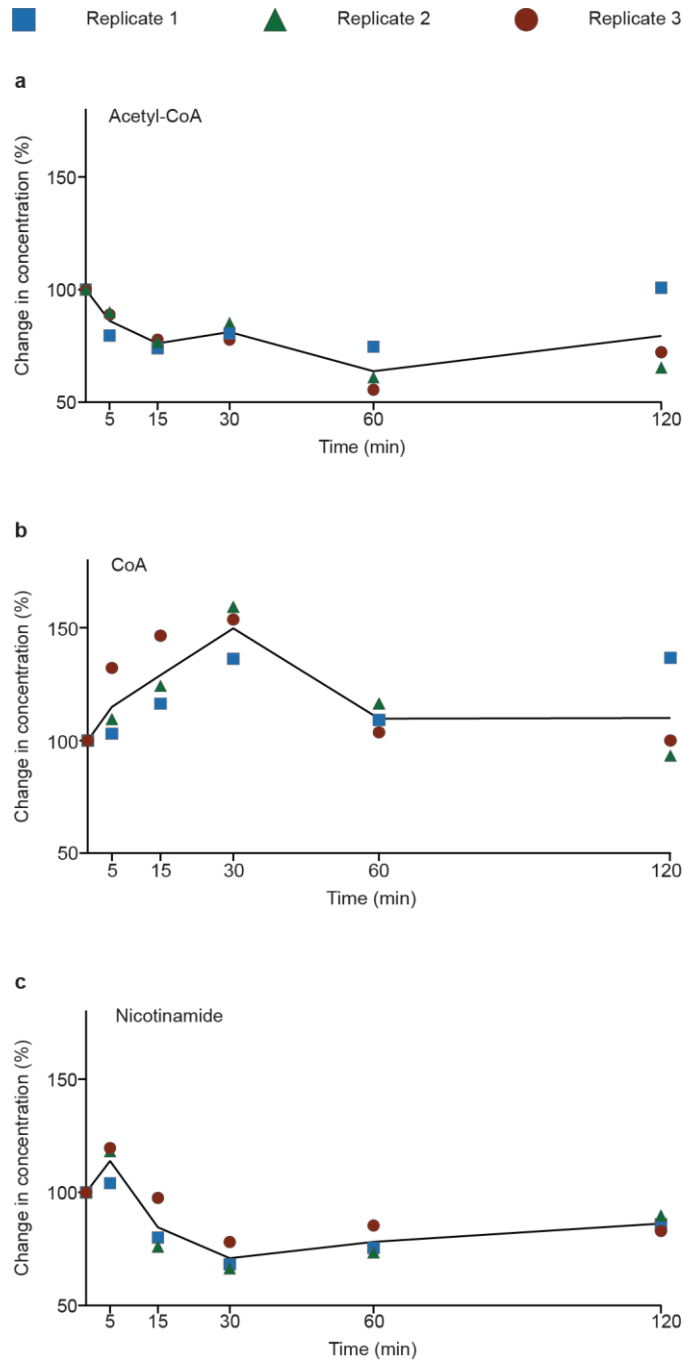 Replicate 1 Replicate 2 Replicate 3
a
Acetyl-CoA
Change in concentration (%)
150
100
50
5 15 30 60 120
Time (min)
b
CoA
Change in concentration (%)
150
100
50
5 15 30 60 120
Time (min)
c
Nicotinamide
Change in concentration (%)
150
100
50
5 15 30 60 120
Time (min)